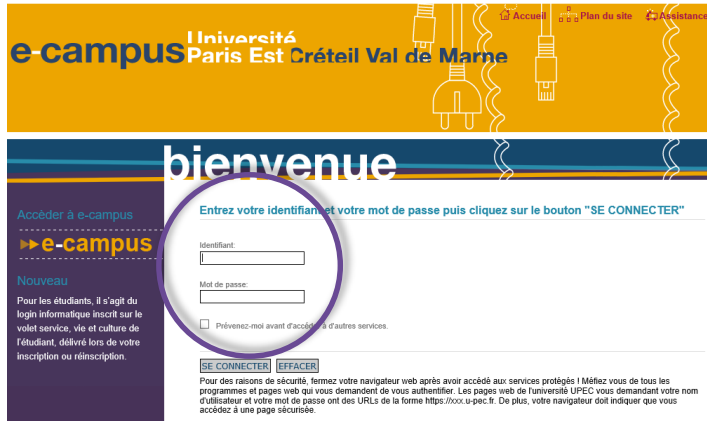 Accueil Plan du site Assistance
e-campus Université
Paris Est Créteil Val de Marne
bienvenue
Accéder à e-campus
e-campus
Nouveau
Pour les étudiants, il s'agit du
login informatique inscrit sur le
volet service, vie et culture de
l'étudiant, délivré lors de votre
inscription ou réinscription.
Entrez votre identifiant et votre mot de passe puis cliquez sur le bouton "SE CONNECTER"
Identifiant:
Mot de passe:
Prévenez-moi avant d'accéder à d'autres services.
SE CONNECTER EFFACER
Pour des raisons de sécurité, fermez votre navigateur web après avoir accédé aux services protégés ! Méfiez vous de tous les
programmes et pages web qui vous demandent de vous authentifier. Les pages web de l'université UPEC vous demandant votre nom
d'utilisateur et votre mot de passe ont des URLs de la forme https://xxx.u-pec.fr. De plus, votre navigateur doit indiquer que vous
accédez à une page sécurisée.